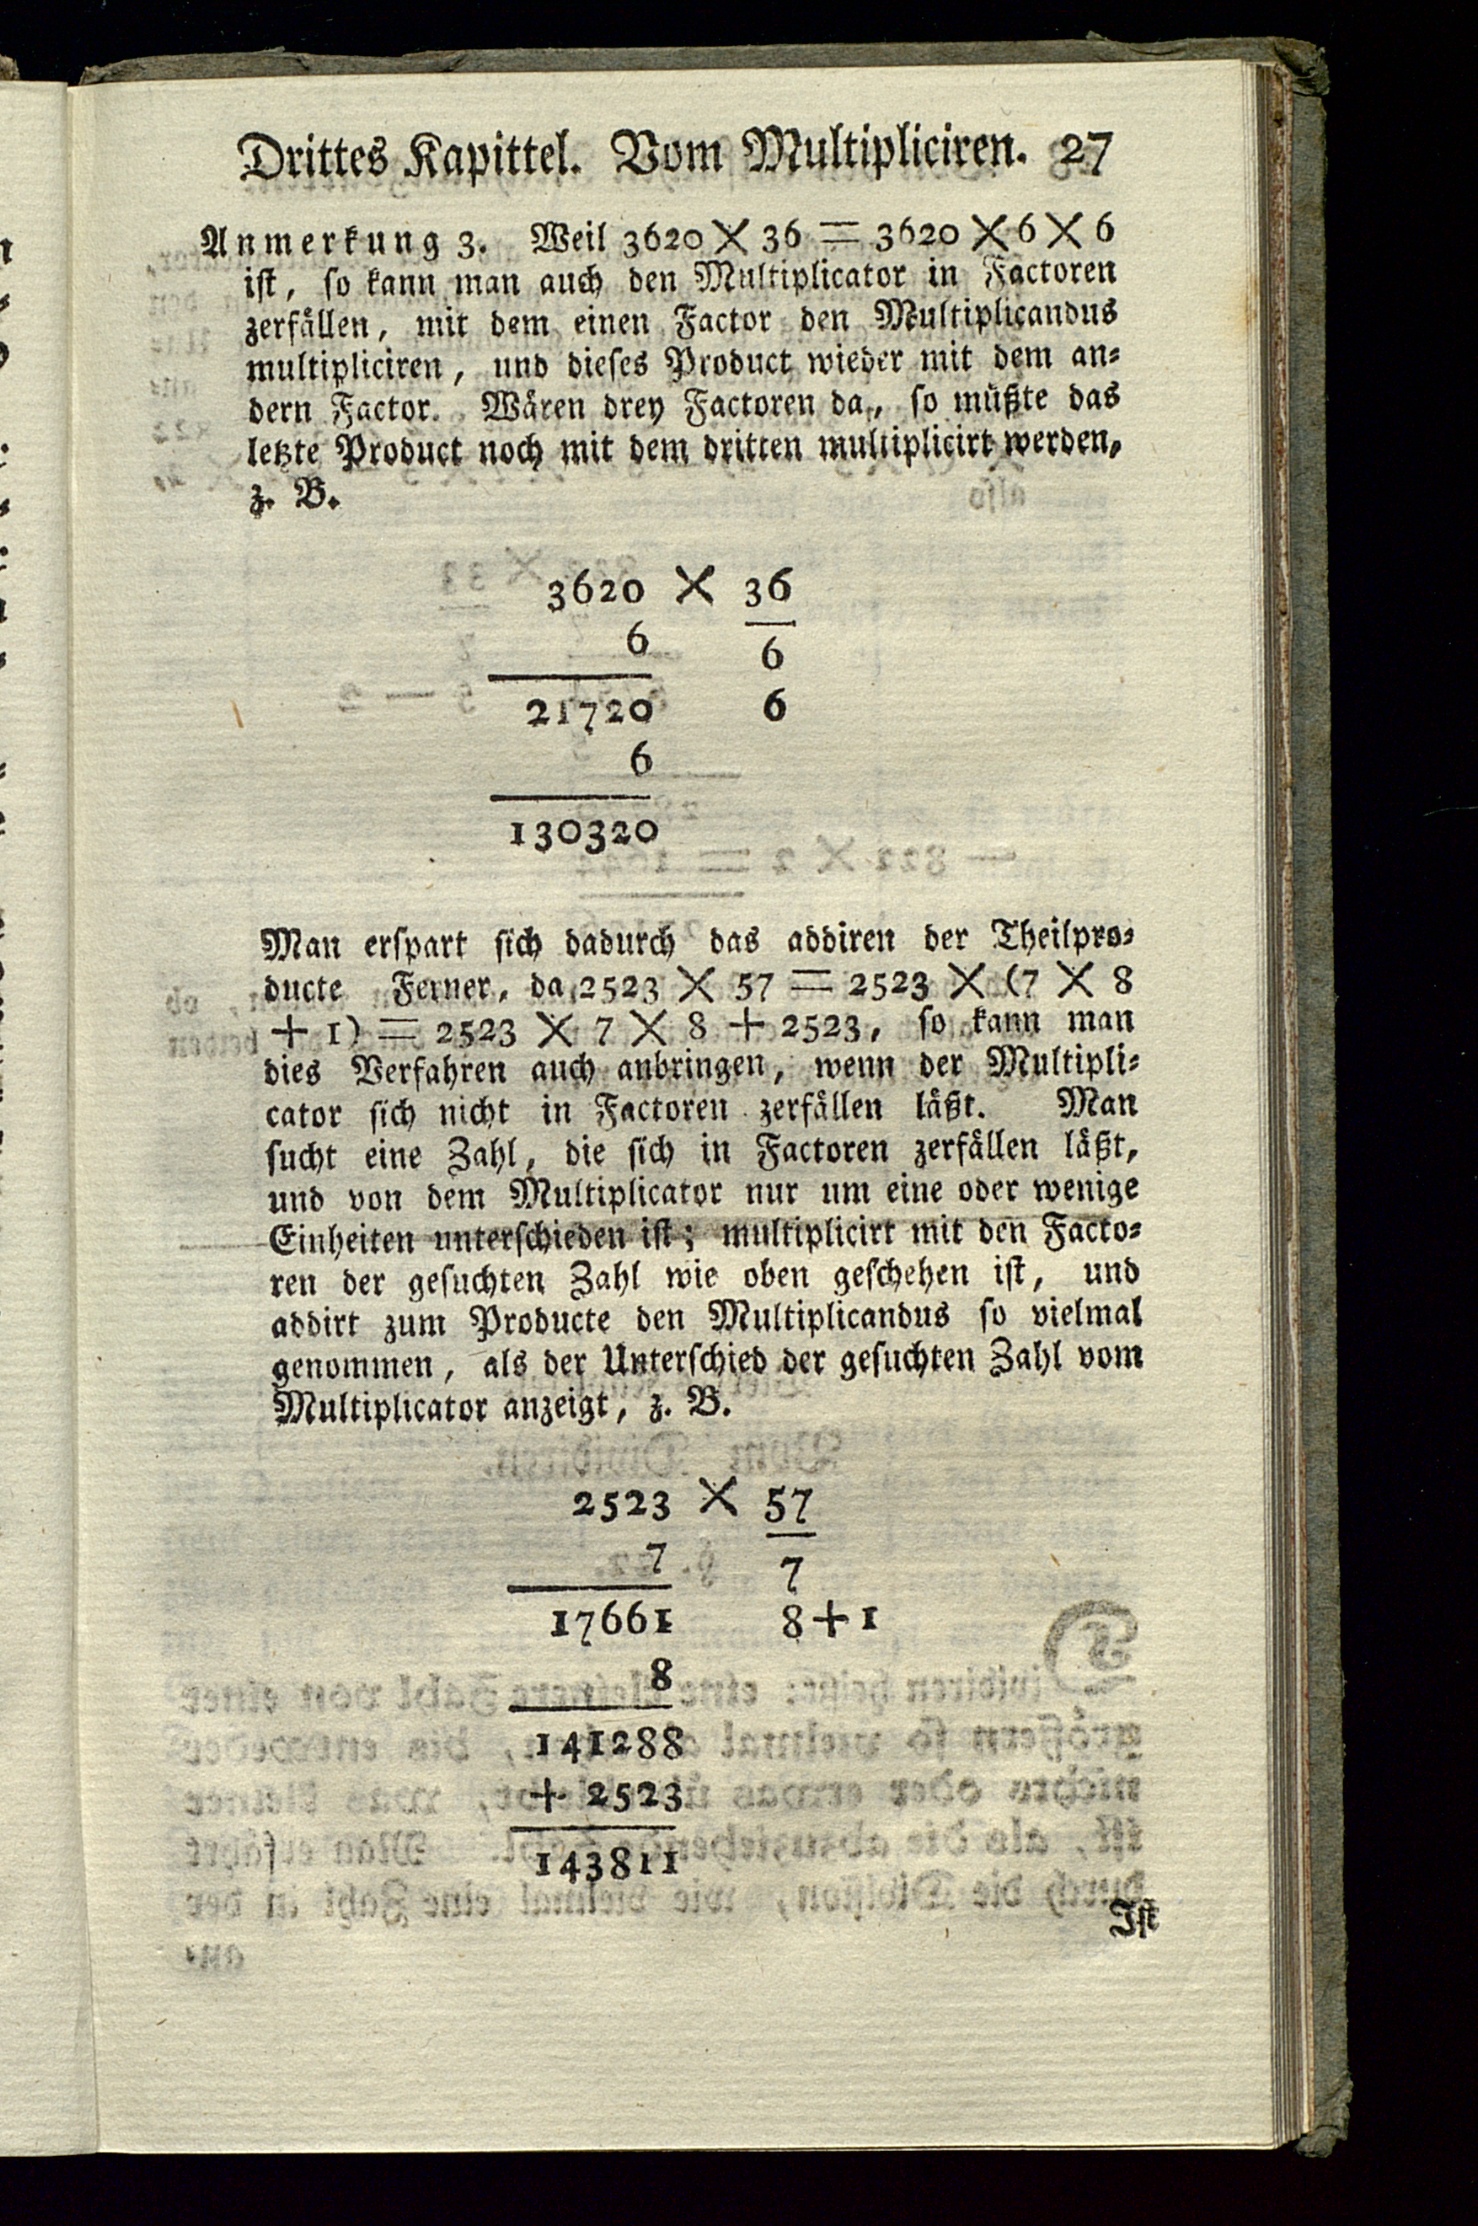 Drittes Kapittel. Vom Multipliciren. 27
Anmerkung 3. Weil 3620 × 36 = 3620 × 6 × 6
ist, so kann man auch den Multiplicator in Factoren
zerfällen, mit dem einen Factor den Multiplicandus
multipliciren, und dieses Product wieder mit dem an⸗
dern Factor. Wären drey Factoren da, so müßte das
letzte Product noch mit dem dritten multiplicirt werden,
z. B.
3620 × 36
6 6
21720 6
6
130320
Man erspart sich dadurch das addiren der Theilpro⸗
ducte Ferner, da 2523 × 57 = 2523 × (7 × 8
+ 1) = 2523 × 7 × 8 + 2523, so kann man
dies Verfahren auch anbringen, wenn der Multipli⸗
cator sich nicht in Factoren zerfällen läßt. Man
sucht eine Zahl, die sich in Factoren zerfällen läßt,
und von dem Multiplicator nur um eine oder wenige
Einheiten unterschieden ist; multiplicirt mit den Facto⸗
ren der gesuchten Zahl wie oben geschehen ist, und
addirt zum Producte den Multiplicandus so vielmal
genommen, als der Unterschied der gesuchten Zahl vom
Multiplicator anzeigt, z. B.
2523 × 57
7 7
17661 8 + 1
8
141288
+ 2523
143811
Ist